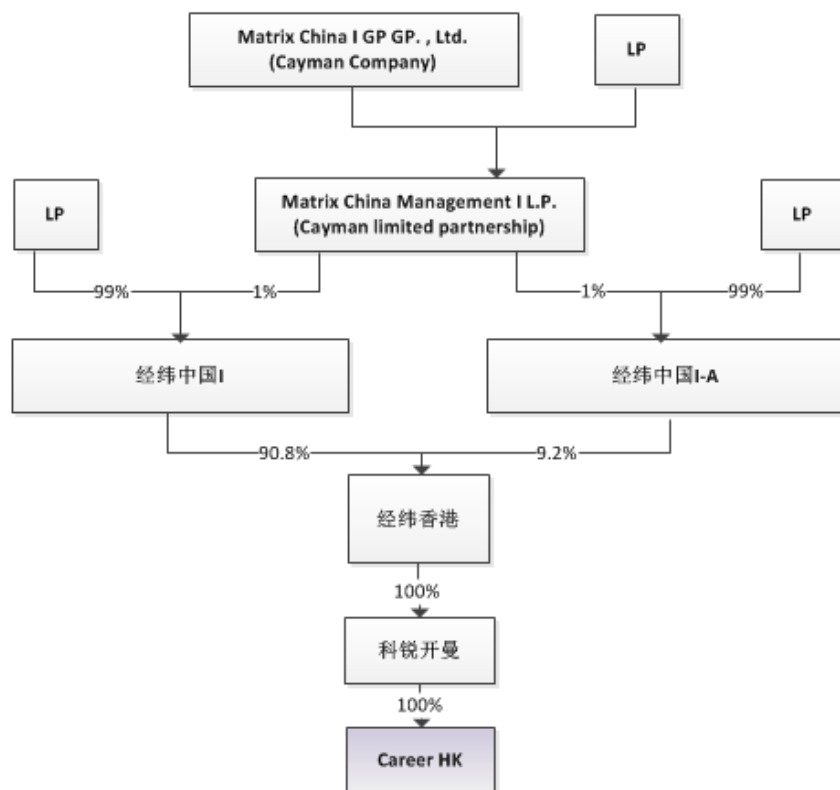 Matrix China I GP GP. , Ltd.
(Cayman Company)
LP
LP
Matrix China Management I L.P.
(Cayman limited partnership)
LP
99%
1%
1%
99%
经纬中国I
经纬中国I-A
90.8%
9.2%
经纬香港
100%
科锐开曼
100%
Career HK